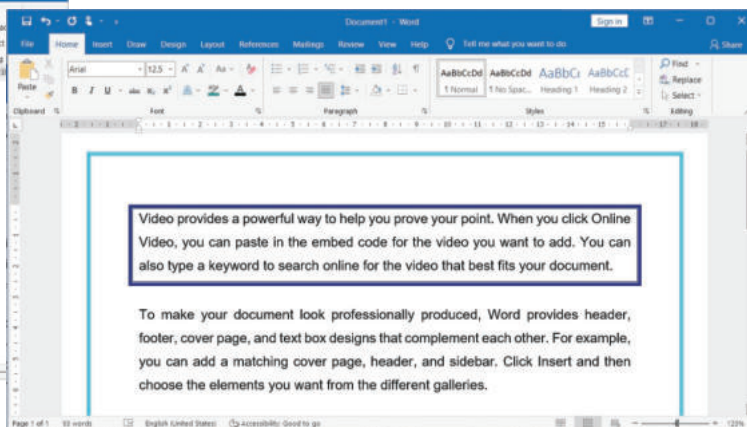 Document1 - Word
Sign in
File Home Insert Draw Design Layout References Mailings Review View Help Tell me what you want to do Share
Paste
Arial 12.5
AaBbCcDd AaBbCcDd AaBbCc AaBbCcC
¶ Normal ¶ No Spac... Heading 1 Heading 2
Find
Replace
Select
Clipboard Font Paragraph Styles Editing
Video provides a powerful way to help you prove your point. When you click Online
Video, you can paste in the embed code for the video you want to add. You can
also type a keyword to search online for the video that best fits your document.
To make your document look professionally produced, Word provides header,
footer, cover page, and text box designs that complement each other. For example,
you can add a matching cover page, header, and sidebar. Click Insert and then
choose the elements you want from the different galleries.
Page 1 of 1 93 words English (United States) Accessibility: Good to go 123%